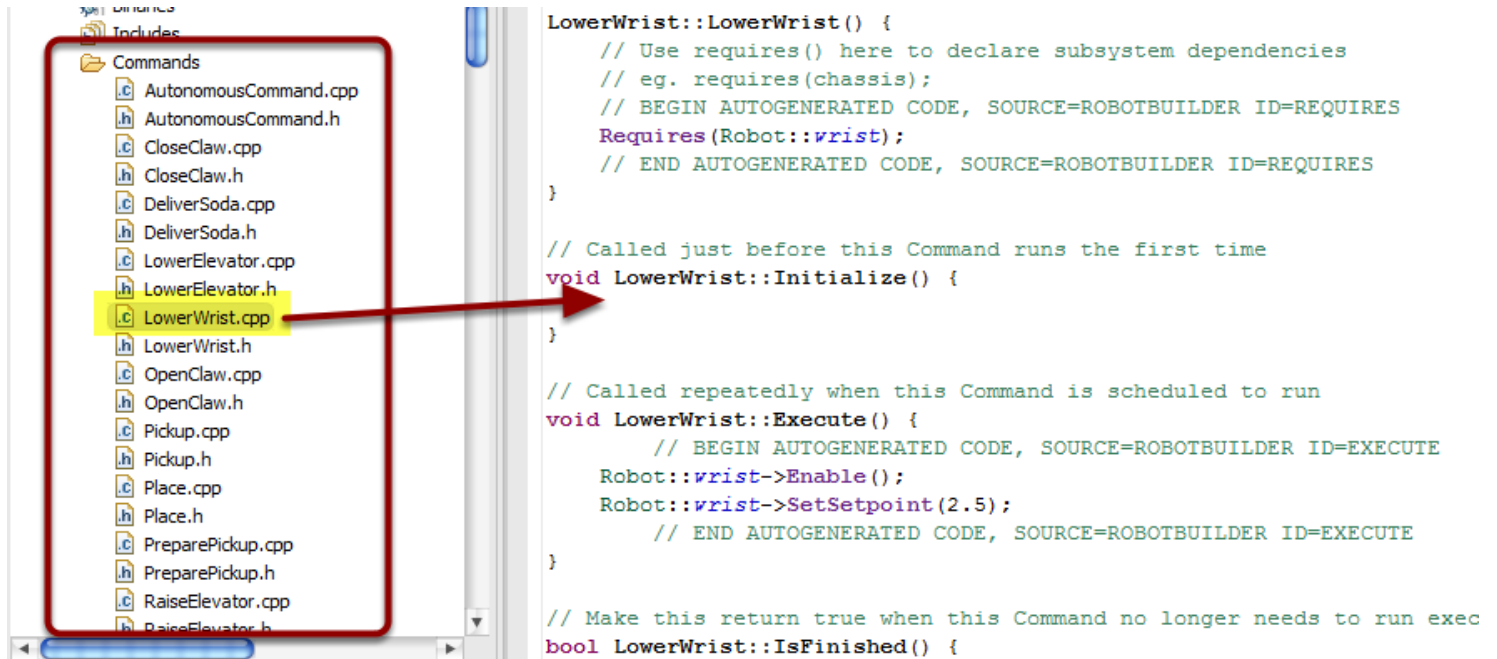 Binaries
Includes
Commands
AutonomousCommand.cpp
AutonomousCommand.h
CloseClaw.cpp
CloseClaw.h
DeliverSoda.cpp
DeliverSoda.h
LowerElevator.cpp
LowerElevator.h
LowerWrist.cpp
LowerWrist.h
OpenClaw.cpp
OpenClaw.h
Pickup.cpp
Pickup.h
Place.cpp
Place.h
PreparePickup.cpp
PreparePickup.h
RaiseElevator.cpp
RaiseElevator.h
LowerWrist::LowerWrist() {
    // Use requires() here to declare subsystem dependencies
    // eg. requires(chassis);
    // BEGIN AUTOGENERATED CODE, SOURCE=ROBOTBUILDER ID=REQUIRES
    Requires(Robot::wrist);
    // END AUTOGENERATED CODE, SOURCE=ROBOTBUILDER ID=REQUIRES
}
// Called just before this Command runs the first time
void LowerWrist::Initialize() {
}
// Called repeatedly when this Command is scheduled to run
void LowerWrist::Execute() {
        // BEGIN AUTOGENERATED CODE, SOURCE=ROBOTBUILDER ID=EXECUTE
    Robot::wrist->Enable();
    Robot::wrist->SetSetpoint(2.5);
        // END AUTOGENERATED CODE, SOURCE=ROBOTBUILDER ID=EXECUTE
}
// Make this return true when this Command no longer needs to run exec
bool LowerWrist::IsFinished() {